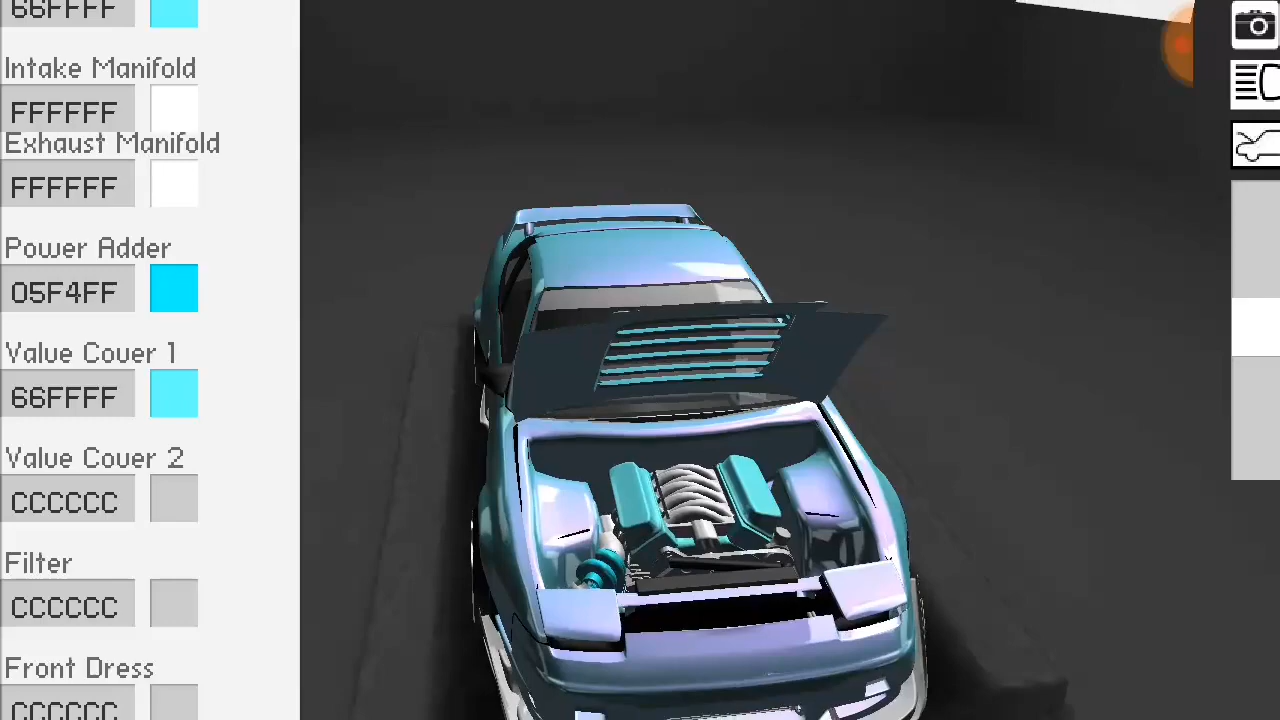 66FFFF
Intake Manifold
FFFFFF
Exhaust Manifold
FFFFFF
Power Adder
05F4FF
Value Cover 1
66FFFF
Value Cover 2
CCCCCC
Filter
CCCCCC
Front Dress
CCCCCC